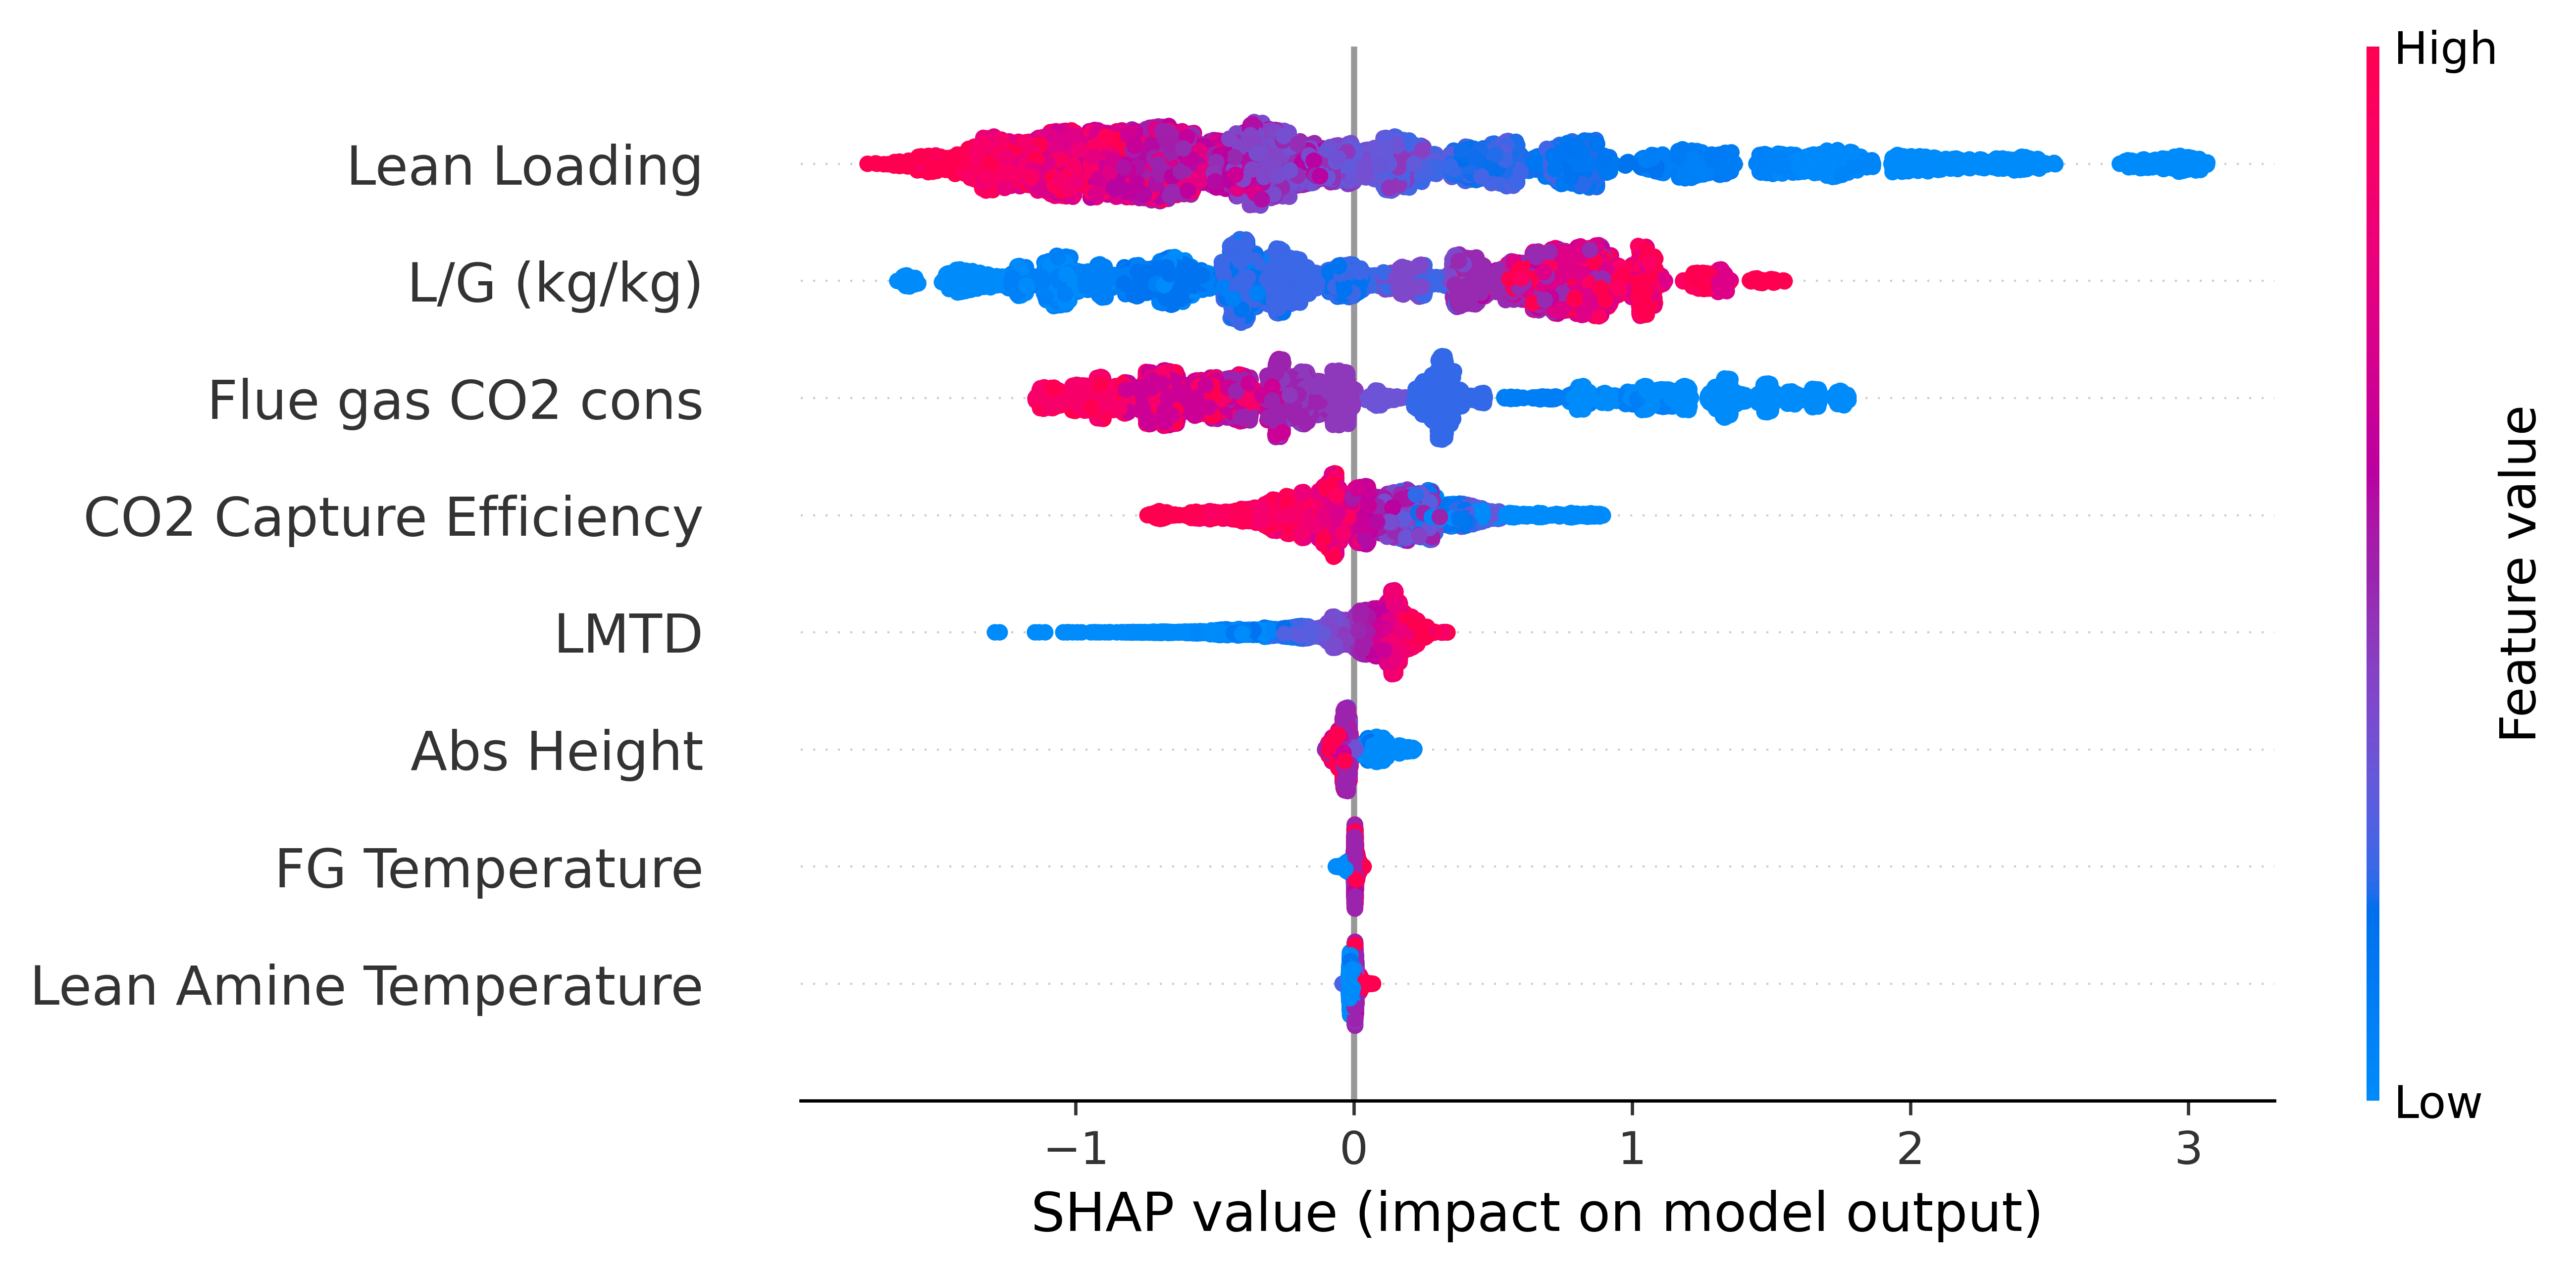 High
Lean Loading
L/G (kg/kg)
Flue gas CO2 cons
CO2 Capture Efficiency
LMTD
Abs Height
FG Temperature
Lean Amine Temperature
Feature value
Low
−1 0 1 2 3
SHAP value (impact on model output)